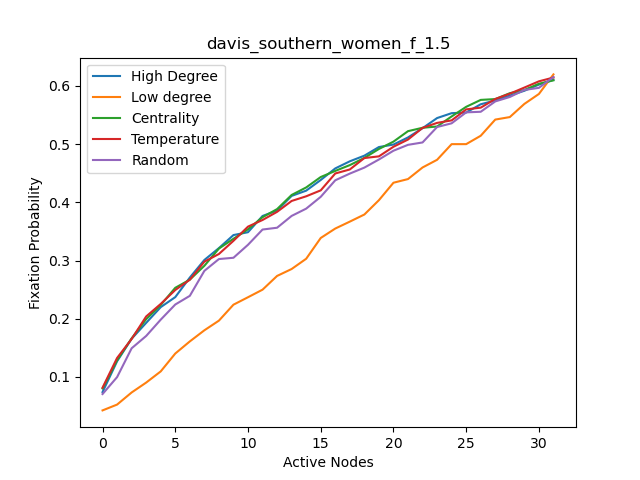 davis_southern_women_f_1.5
High Degree
Low degree
Centrality
Temperature
Random
Fixation Probability
0.6
0.5
0.4
0.3
0.2
0.1
0 5 10 15 20 25 30
Active Nodes